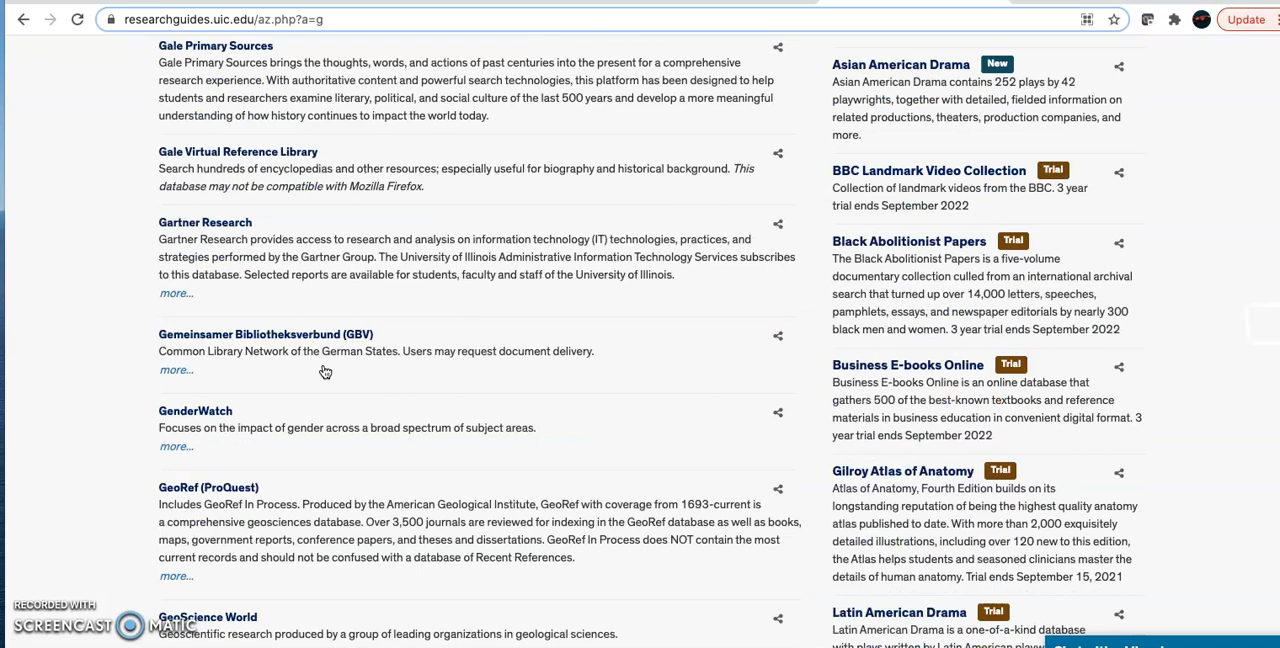 researchguides.uic.edu/az.php?a=g
Update
Gale Primary Sources
Gale Primary Sources brings the thoughts, words, and actions of past centuries into the present for a comprehensive
research experience. With authoritative content and powerful search technologies, this platform has been designed to help
students and researchers examine literary, political, and social culture of the last 500 years and develop a more meaningful
understanding of how history continues to impact the world today.
Gale Virtual Reference Library
Search hundreds of encyclopedias and other resources; especially useful for biography and historical background. This
database may not be compatible with Mozilla Firefox.
Gartner Research
Gartner Research provides access to research and analysis on information technology (IT) technologies, practices, and
strategies performed by the Gartner Group. The University of Illinois Administrative Information Technology Services subscribes
to this database. Selected reports are available for students, faculty and staff of the University of Illinois.
more...
Gemeinsamer Bibliotheksverbund (GBV)
Common Library Network of the German States. Users may request document delivery.
more...
GenderWatch
Focuses on the impact of gender across a broad spectrum of subject areas.
more...
GeoRef (ProQuest)
Includes GeoRef In Process. Produced by the American Geological Institute, GeoRef with coverage from 1693-current is
a comprehensive geosciences database. Over 3,500 journals are reviewed for indexing in the GeoRef database as well as books,
maps, government reports, conference papers, and theses and dissertations. GeoRef In Process does NOT contain the most
current records and should not be confused with a database of Recent References.
more...
GeoScience World
Geoscientific research produced by a group of leading organizations in geological sciences.
Asian American Drama New
Asian American Drama contains 252 plays by 42
playwrights, together with detailed, fielded information on
related productions, theaters, production companies, and
more.
BBC Landmark Video Collection Trial
Collection of landmark videos from the BBC. 3 year
trial ends September 2022
Black Abolitionist Papers Trial
The Black Abolitionist Papers is a five-volume
documentary collection culled from an international archival
search that turned up over 14,000 letters, speeches,
pamphlets, essays, and newspaper editorials by nearly 300
black men and women. 3 year trial ends September 2022
Business E-books Online Trial
Business E-books Online is an online database that
gathers 500 of the best-known textbooks and reference
materials in business education in convenient digital format. 3
year trial ends September 2022
Gilroy Atlas of Anatomy Trial
Atlas of Anatomy, Fourth Edition builds on its
longstanding reputation of being the highest quality anatomy
atlas published to date. With more than 2,000 exquisitely
detailed illustrations, including over 120 new to this edition,
the Atlas helps students and seasoned clinicians master the
details of human anatomy. Trial ends September 15, 2021
Latin American Drama Trial
Latin American Drama is a one-of-a-kind database
with plays written by Latin American
RECORDED WITH
SCREENCAST MATIC